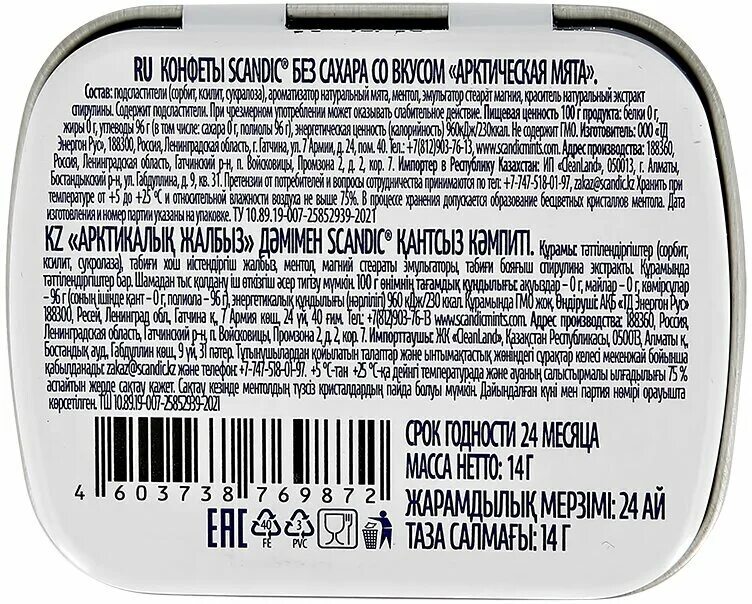 RU КОНФЕТЫ SCANDIC® БЕЗ САХАРА СО ВКУСОМ «АРКТИЧЕСКАЯ МЯТА».
Состав: подсластители (сорбит, ксилит, сукралоза), ароматизатор натуральный мята, ментол, эмульгатор стеарат магния, краситель натуральный экстракт
спирулины. Содержит подсластители. При чрезмерном употреблении может оказывать слабительное действие. Пищевая ценность 100 г продукта: белки 0 г,
жиры 0 г, углеводы 96 г (в том числе: сахара 0 г, полиолы 96 г), энергетическая ценность (калорийность) 960кДж/230ккал. Не содержит ГМО. Изготовитель: ООО «ТД
Энергон Рус», 188300, Россия, Ленинградская область, г. Гатчина, ул. 7 Армии, д. 24, пом. 40. Тел.: +7(812)903-76-13, www.scandicmints.com. Адрес производства: 188360,
Россия, Ленинградская область, Гатчинский р-н, п. Войсковицы, Промзона 2, д. 2, кор. 7. Импортер в Республику Казахстан: ИП «CleanLand», 050013, г. Алматы,
Бостандыкский р-н, ул. Габдуллина, д. 9, кв. 31. Претензии от потребителей и вопросы сотрудничества принимаются по тел: +7-747-518-01-97, zakaz@scandic.kz Хранить при
температуре от +5 до +25 °С и относительной влажности воздуха не выше 75%. В процессе хранения допускается образование бесцветных кристаллов ментола. Дата
изготовления и номер партии указаны на упаковке. ТУ 10.89.19-007-25852939-2021
KZ «АРКТИКАЛЫҚ ЖАЛБЫЗ» ДӘМІМЕН SCANDIC® ҚАНТСЫЗ КӘМПИТІ. Құрамы: тәттілендіргіштер (сорбит,
ксилит, сукралоза), табиғи хош иістендіргіш жалбыз, ментол, магний стеараты эмульгаторы, табиғи бояғыш спирулина экстракты. Құрамында
тәттілендіргіштер бар. Шамадан тыс қолдану іш өткізгіш әсер тигізу мүмкін. 100 г өнімнің тағамдық құндылығы: ақуыздар – 0 г, майлар – 0 г, көмірсулар
– 96 г (соның ішінде кант – 0 г, полиола – 96 г), энергетикалық құндылығы (нәрлілігі) 960 кДж/230 ккал. Құрамында ГМО жоқ. Өндіруші: АҚБ «ТД Энергон Рус»
188300, Ресей, Ленинград обл, Гатчина қ., 7 Армия көш, 24 үй, 40 ғим. Тел.: +7(812)903-76-13 www.scandicmints.com. Адрес производства: 188360, Россия,
Ленинградская область, Гатчинский р-н, п. Войсковицы, Промзона 2, д. 2, кор. 7. Импорттаушы: ЖК «CleanLand», Қазақстан Республикасы, 050013, Алматы қ.
Бостандық ауд, Габдуллин көш, 9 үй, 31 пәтер. Тұтынушылардан қойылатын талаптар және ынтымақтастық жөніндегі сұрақтар келесі мекенжай бойынша
қабылданады: zakaz@scandic.kz және телефон: +7-747-518-01-97. +5 °С-тан +25 °С-қа дейінгі температурада және ауаның салыстырмалы ылғалдылығы 75 %
аспайтын жерде сақтау қажет. Сақтау кезінде ментолдың түзсіз кристалдардың пайда болуы мүмкін. Дайындалған күні мен партия нөмірі орауышта
көрсетілген. ТШ 10.89.19-007-25852939-2021
СРОК ГОДНОСТИ 24 МЕСЯЦА
МАССА НЕТТО: 14 Г
ЖАРАМДЫЛЫҚ МЕРЗІМІ: 24 АЙ
ТАЗА САЛМАҒЫ: 14 Г
4 603738 769872
EAC
40
FE
3
PVC